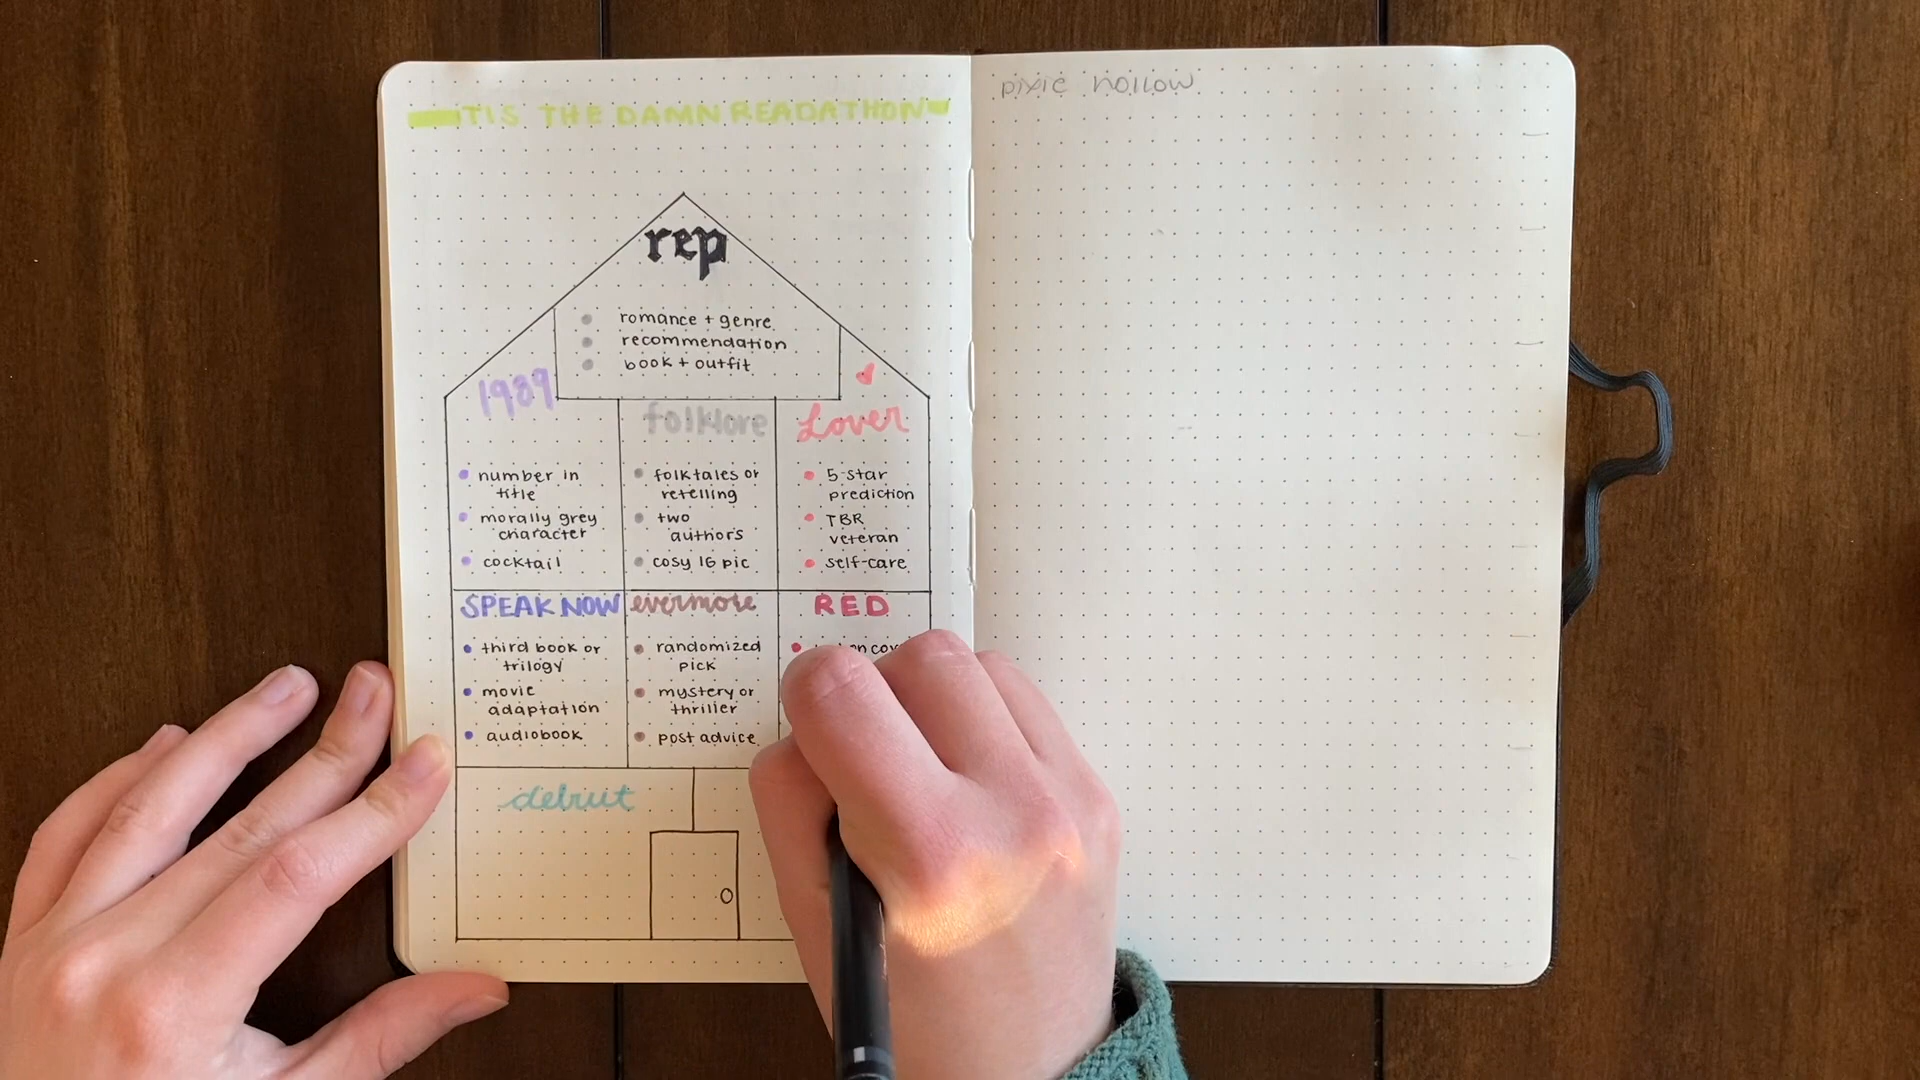 TIS THE DAMN READATHON
pixie hollow
rep
romance + genre
recommendation
book + outfit
1989
number in
title
morally grey
character
cocktail
folklore
folktales or
retelling
two
authors
cosy IG pic
Lover
5-star
prediction
TBR
veteran
self-care
SPEAK NOW
third book or
trilogy
movie
adaptation
audiobook
evermore
randomized
pick
mystery or
thriller
post advice
RED
debut